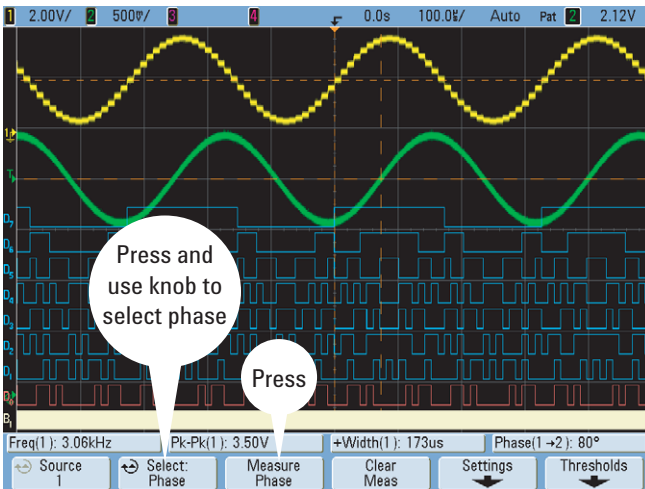 1 2.00V/ 2 500mV/ 3 4 0.0s 100.0µ/ Auto Pat 2 2.12V
1
T
D7
D6
Press and
use knob to
select phase
D5
D4
D3
D2
D1
Press
D0
B1
Freq(1): 3.06kHz Pk-Pk(1): 3.50V +Width(1): 173us Phase(1→2): 80°
Source
1
Select:
Phase
Measure
Phase
Clear
Meas
Settings
Thresholds